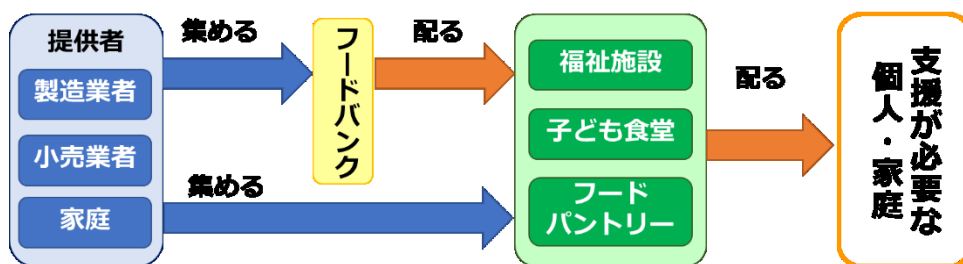 提供者
製造業者
小売業者
家庭
集める
集める
フードバンク
配る
福祉施設
子ども食堂
フード
パントリー
配る
支援が必要な
個人・家庭